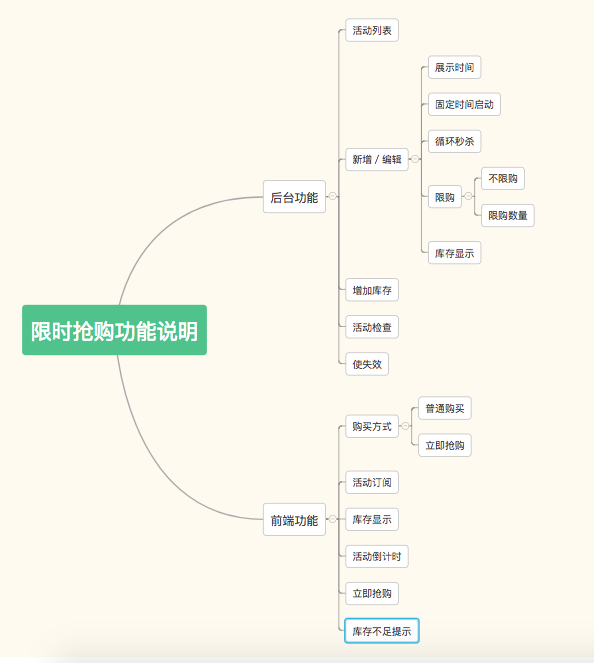 限时抢购功能说明
后台功能
活动列表
新增 / 编辑
展示时间
固定时间启动
循环秒杀
限购
不限购
限购数量
库存显示
增加库存
活动检查
使失效
前端功能
购买方式
普通购买
立即抢购
活动订阅
库存显示
活动倒计时
立即抢购
库存不足提示